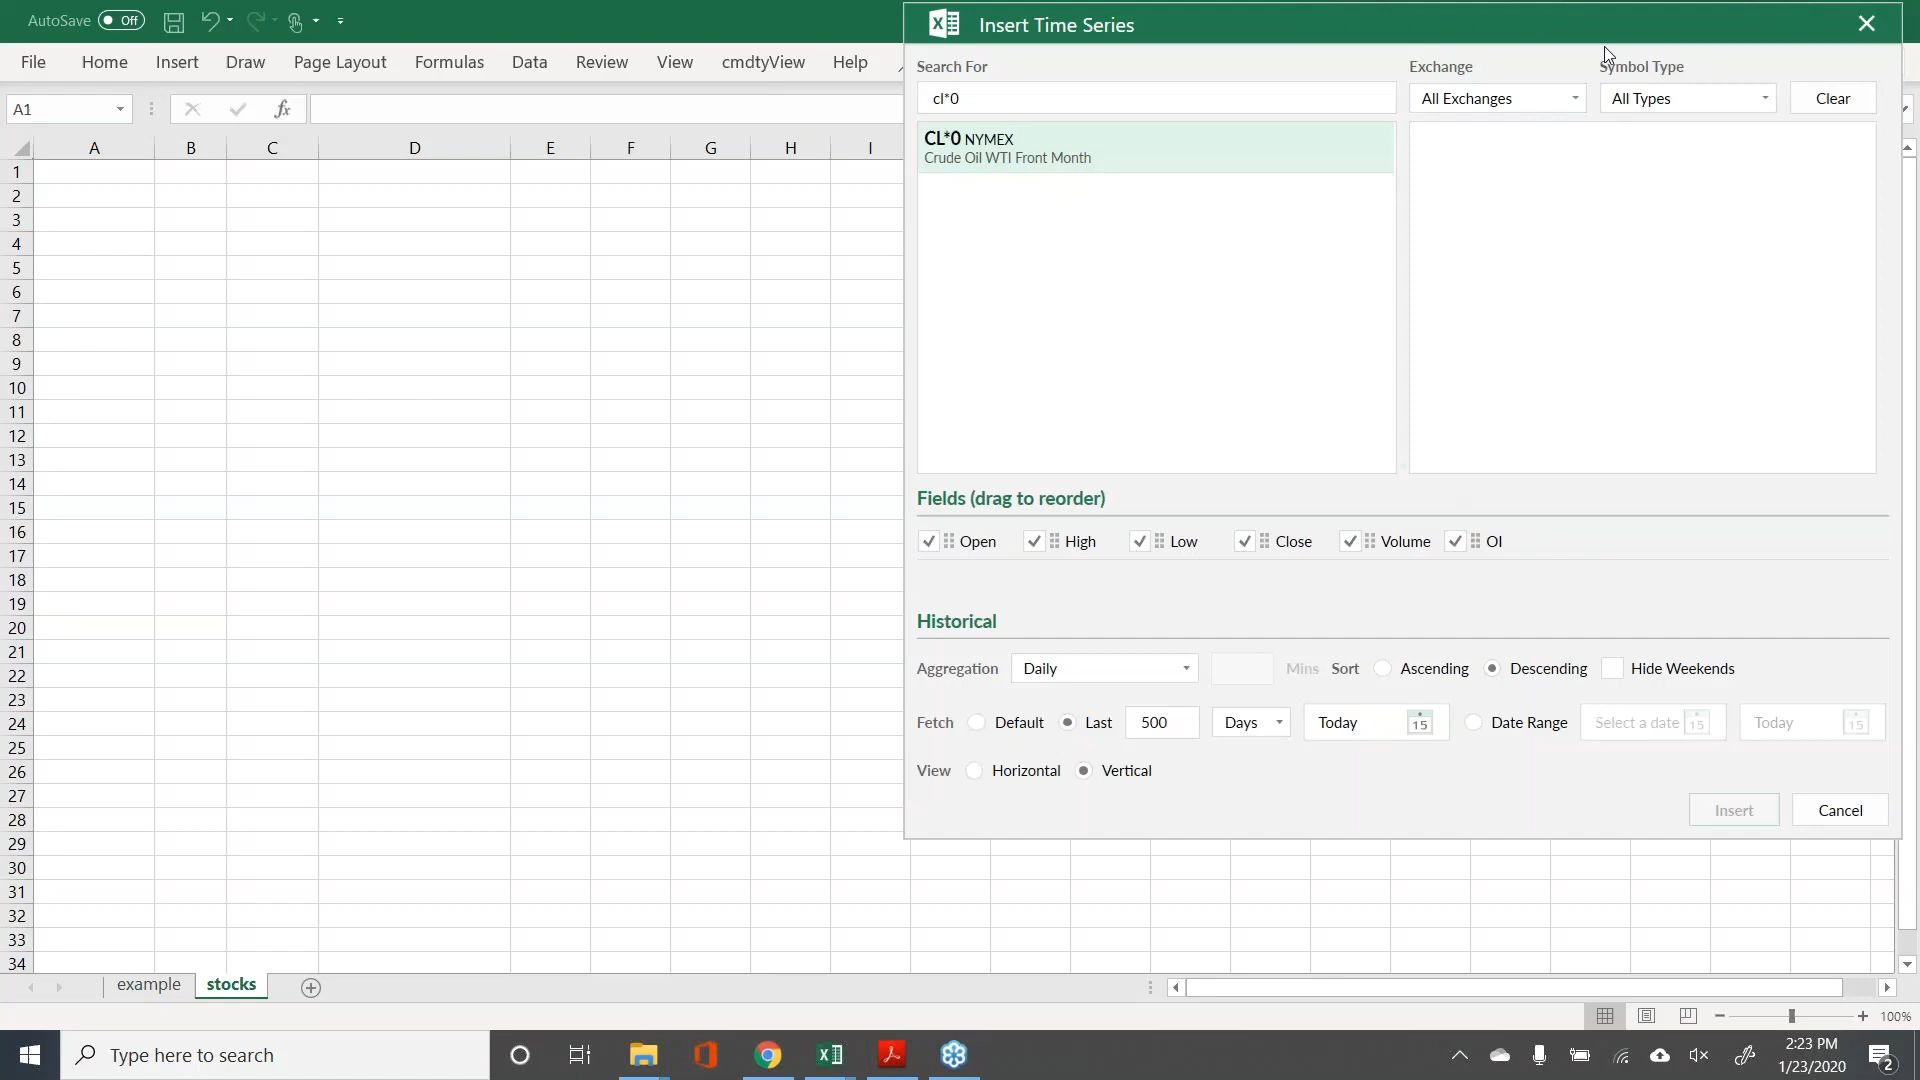 AutoSave Off
Insert Time Series
File Home Insert Draw Page Layout Formulas Data Review View cmdtyView Help
Search For
Exchange
Symbol Type
A1
fx
cl*0
All Exchanges
All Types
Clear
CL*0 NYMEX
Crude Oil WTI Front Month
A B C D E F G H I
1
2
3
4
5
6
7
8
9
10
11
12
13
14
15
16
17
18
19
20
21
22
23
24
25
26
27
28
29
30
31
32
33
34
Fields (drag to reorder)
Open High Low Close Volume OI
Historical
Aggregation Daily Mins Sort Ascending Descending Hide Weekends
Fetch Default Last 500 Days Today 15 Date Range Select a date 15 Today 15
View Horizontal Vertical
Insert Cancel
example stocks
100%
Type here to search
2:23 PM
1/23/2020
2